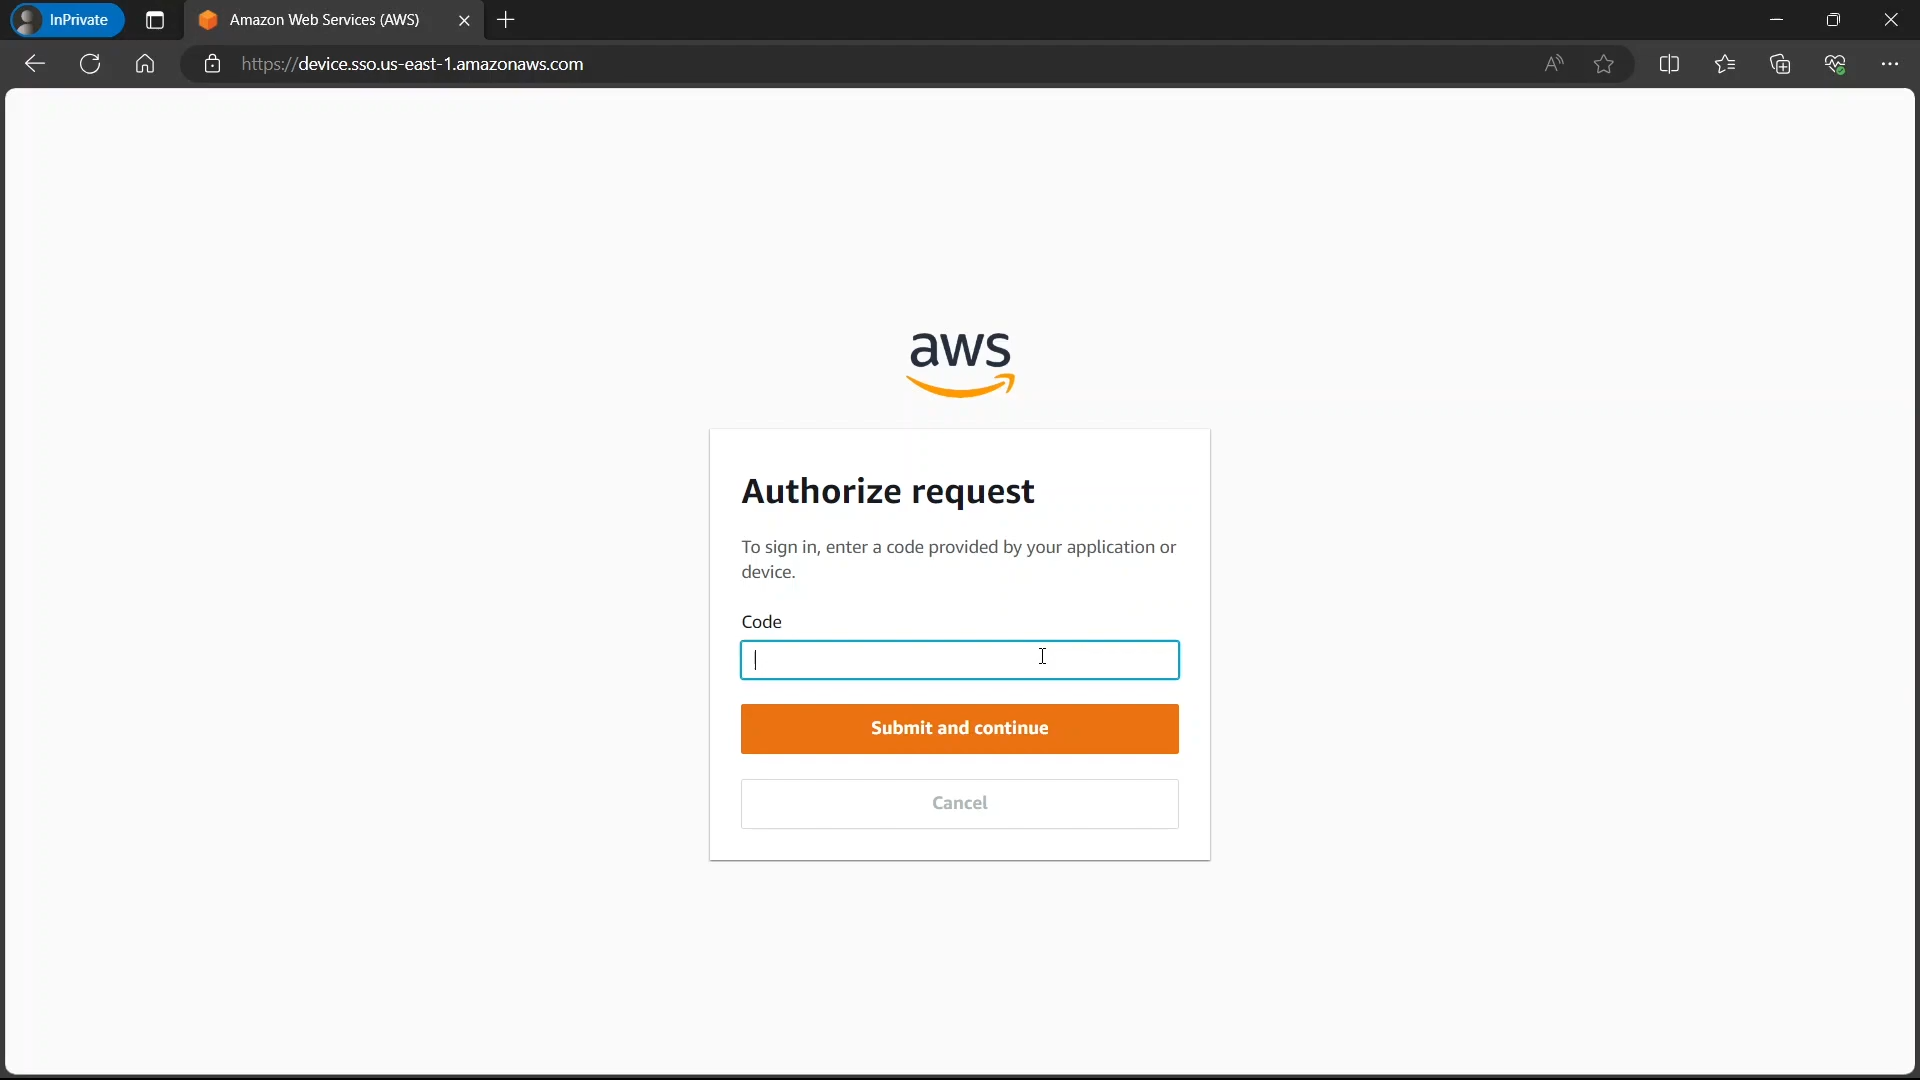 InPrivate
Amazon Web Services (AWS)
https://device.sso.us-east-1.amazonaws.com
A
aws
Authorize request
To sign in, enter a code provided by your application or
device.
Code
Submit and continue
Cancel